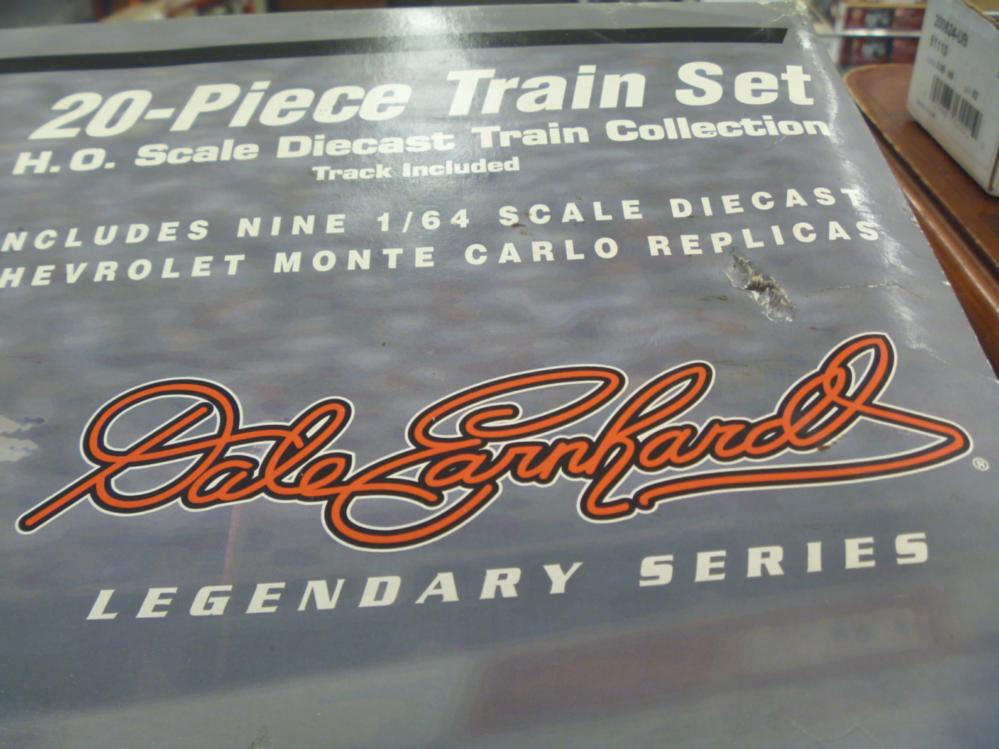 20-Piece Train Set
H.O. Scale Diecast Train Collection
Track Included
NCLUDES NINE 1/64 SCALE DIECAST
HEVROLET MONTE CARLO REPLICAS
Dale Earnhardt
®
LEGENDARY SERIES